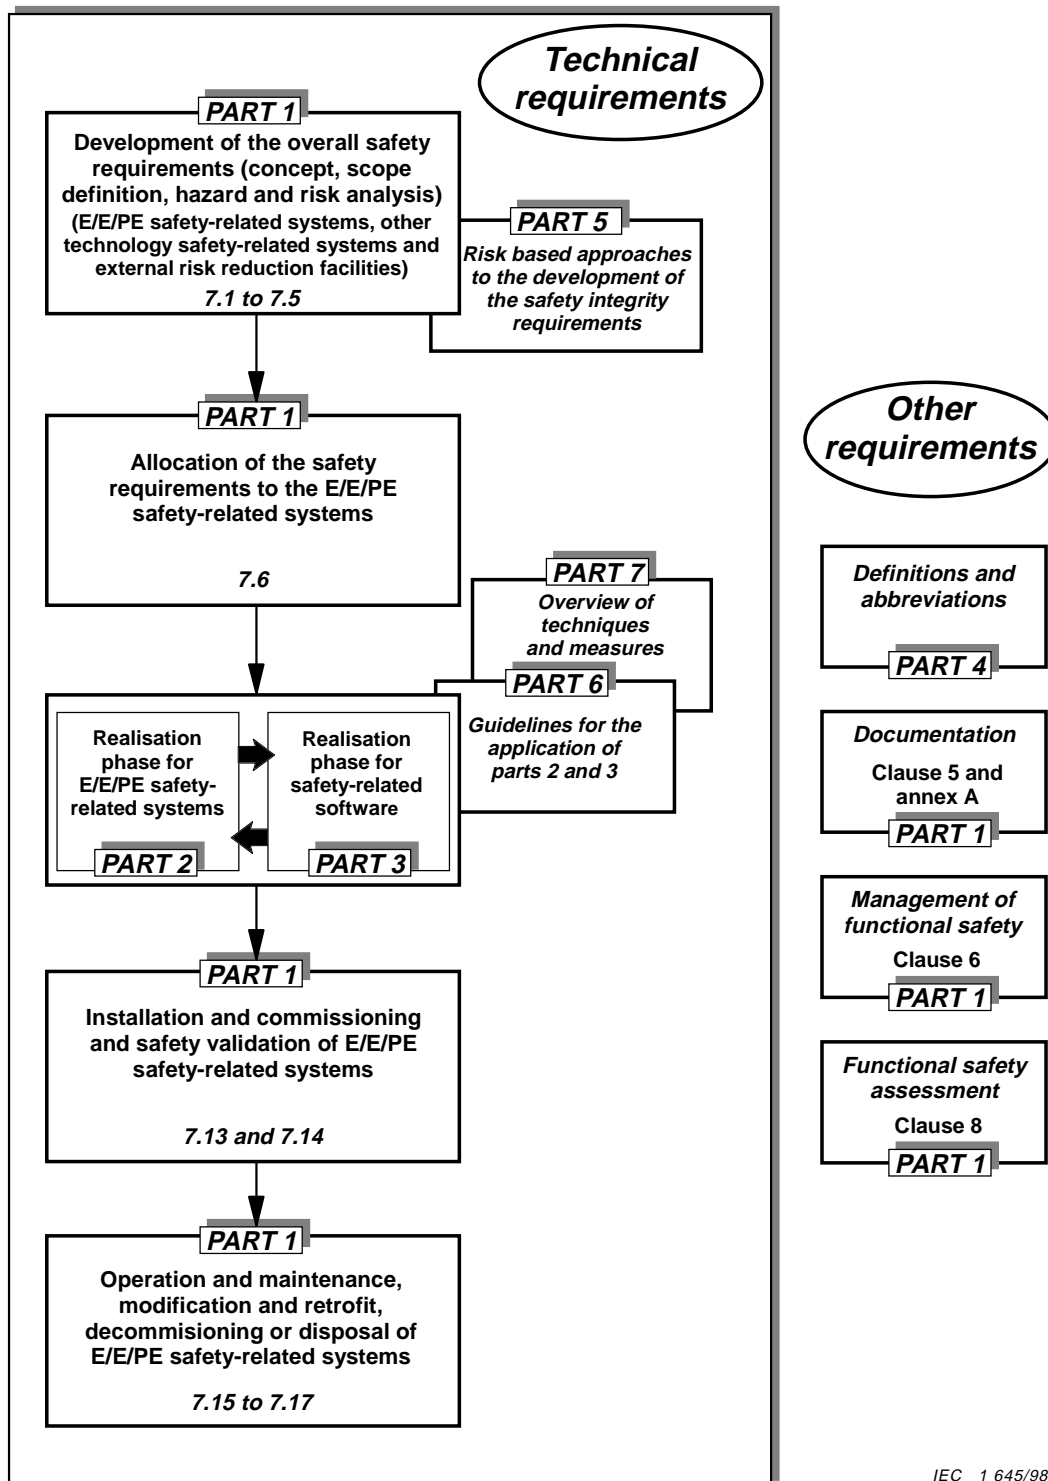 Technical
requirements
PART 1
Development of the overall safety
requirements (concept, scope
definition, hazard and risk analysis)
(E/E/PE safety-related systems, other
technology safety-related systems and
external risk reduction facilities)
7.1 to 7.5
PART 5
Risk based approaches
to the development of
the safety integrity
requirements
PART 1
Allocation of the safety
requirements to the E/E/PE
safety-related systems
7.6
PART 7
Overview of
techniques
and measures
PART 6
Guidelines for the
application of
parts 2 and 3
Realisation
phase for
E/E/PE safety-
related systems
PART 2
Realisation
phase for
safety-related
software
PART 3
PART 1
Installation and commissioning
and safety validation of E/E/PE
safety-related systems
7.13 and 7.14
PART 1
Operation and maintenance,
modification and retrofit,
decommisioning or disposal of
E/E/PE safety-related systems
7.15 to 7.17
Other
requirements
Definitions and
abbreviations
PART 4
Documentation
Clause 5 and
annex A
PART 1
Management of
functional safety
Clause 6
PART 1
Functional safety
assessment
Clause 8
PART 1
IEC 1 645/98